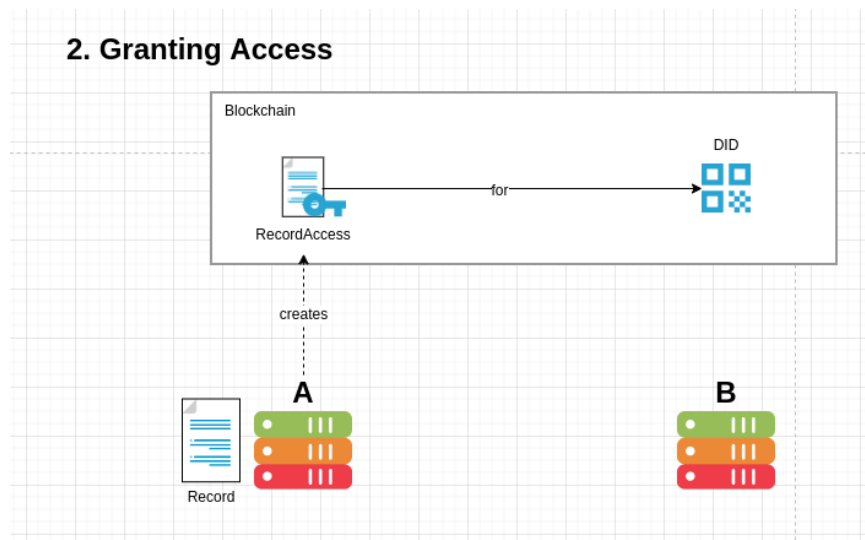 2. Granting Access
Blockchain
DID
for
RecordAccess
creates
A
B
Record